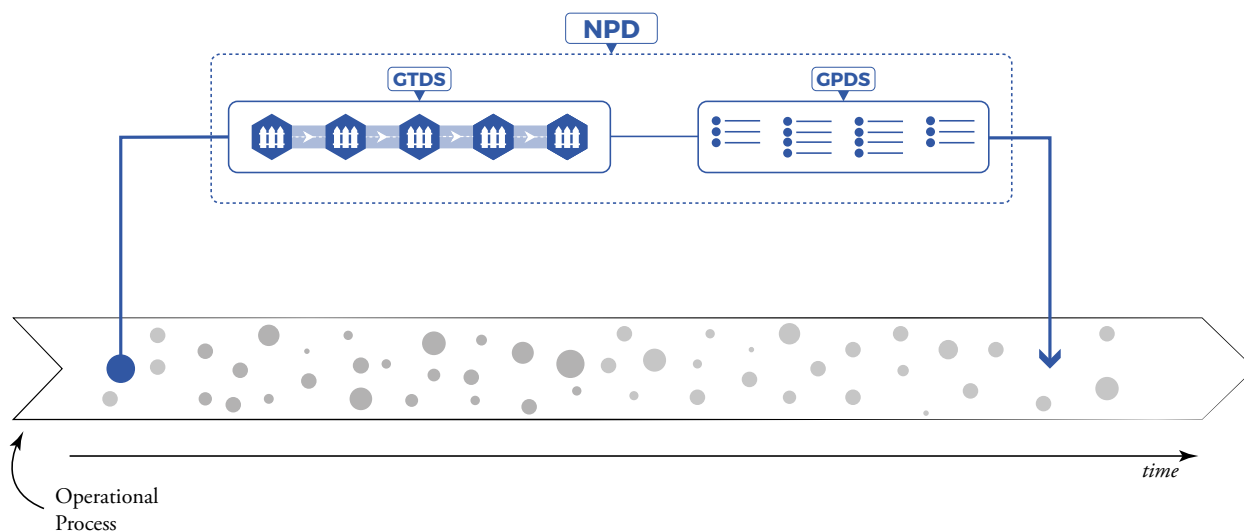 NPD
GTDS
GPDS
time
Operational
Process